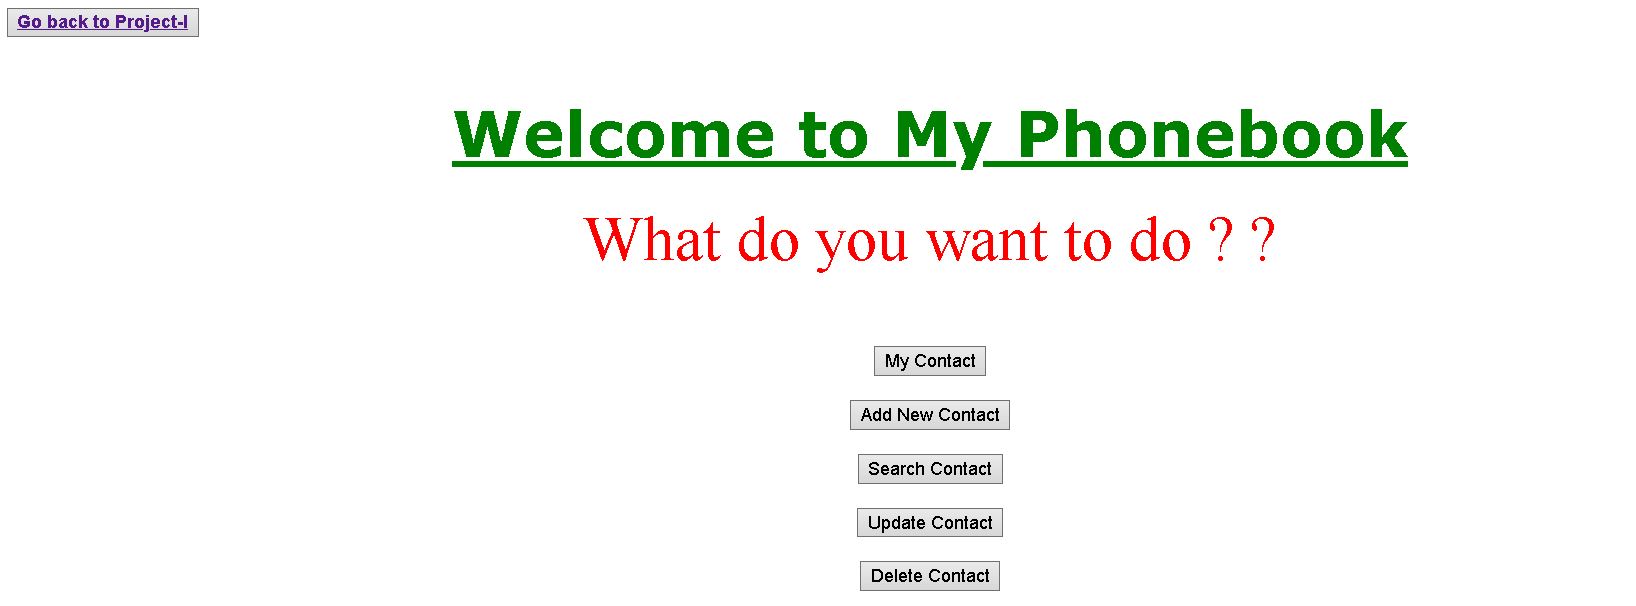 Go back to Project-I
Welcome to My Phonebook
What do you want to do ? ?
My Contact
Add New Contact
Search Contact
Update Contact
Delete Contact